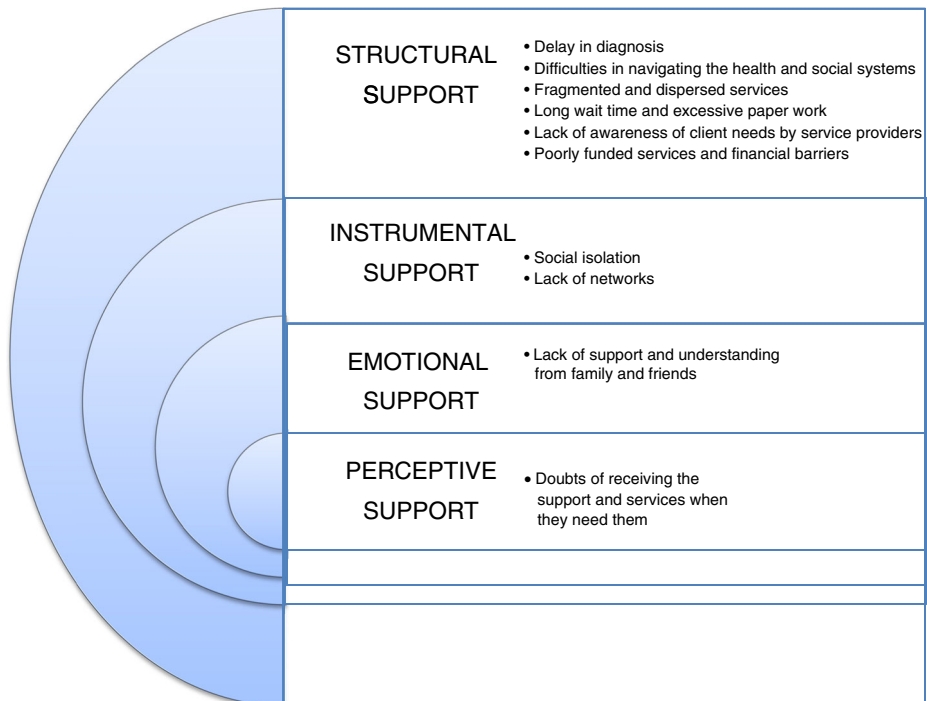 STRUCTURAL
SUPPORT
• Delay in diagnosis
• Difficulties in navigating the health and social systems
• Fragmented and dispersed services
• Long wait time and excessive paper work
• Lack of awareness of client needs by service providers
• Poorly funded services and financial barriers
INSTRUMENTAL
SUPPORT
• Social isolation
• Lack of networks
EMOTIONAL
SUPPORT
• Lack of support and understanding
from family and friends
PERCEPTIVE
SUPPORT
• Doubts of receiving the
support and services when
they need them